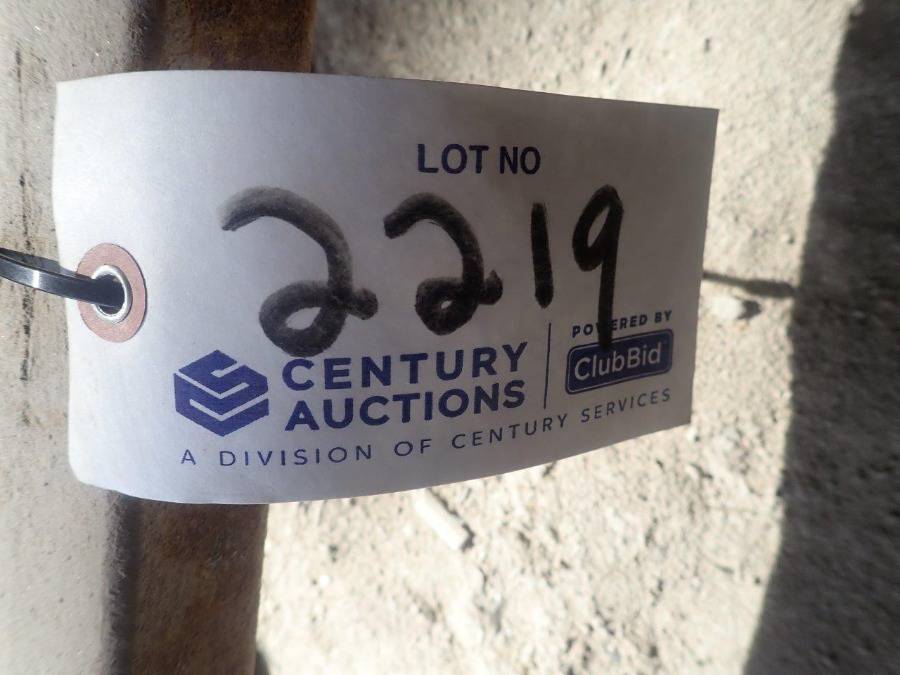 LOT NO
2219
CENTURY
AUCTIONS
POWERED BY
ClubBid
A DIVISION OF CENTURY SERVICES